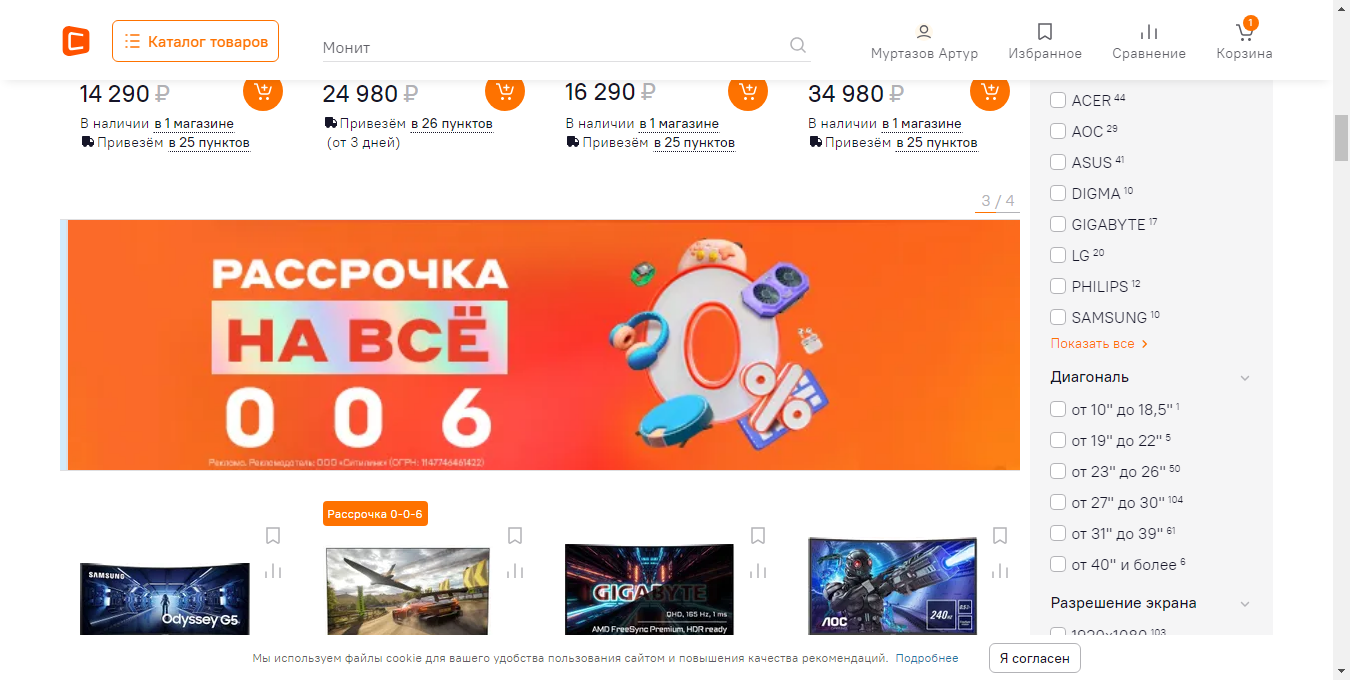 Каталог товаров
Монит
Муртазов Артур
Избранное
Сравнение
1
Корзина
14 290 ₽
24 980 ₽
16 290 ₽
34 980 ₽
В наличии в 1 магазине
Привезём в 25 пунктов
Привезём в 26 пунктов
(от 3 дней)
В наличии в 1 магазине
Привезём в 25 пунктов
В наличии в 1 магазине
Привезём в 25 пунктов
3 / 4
РАССРОЧКА
НА ВСЁ
0 0 6
Реклама. Рекламодатель: ООО «Ситилинк» (ОГРН: 1147746461422)
Рассрочка 0-0-6
SAMSUNG
Odyssey G5
GIGABYTE
QHD, 165 Hz, 1 ms
AMD FreeSync Premium, HDR ready
AOC
240
ACER 44
AOC 29
ASUS 41
DIGMA 10
GIGABYTE 17
LG 20
PHILIPS 12
SAMSUNG 10
Показать все
Диагональ
от 10" до 18,5" 1
от 19" до 22" 5
от 23" до 26" 50
от 27" до 30" 104
от 31" до 39" 61
от 40" и более 6
Разрешение экрана
1920x1080 103
Мы используем файлы cookie для вашего удобства пользования сайтом и повышения качества рекомендаций. Подробнее
Я согласен